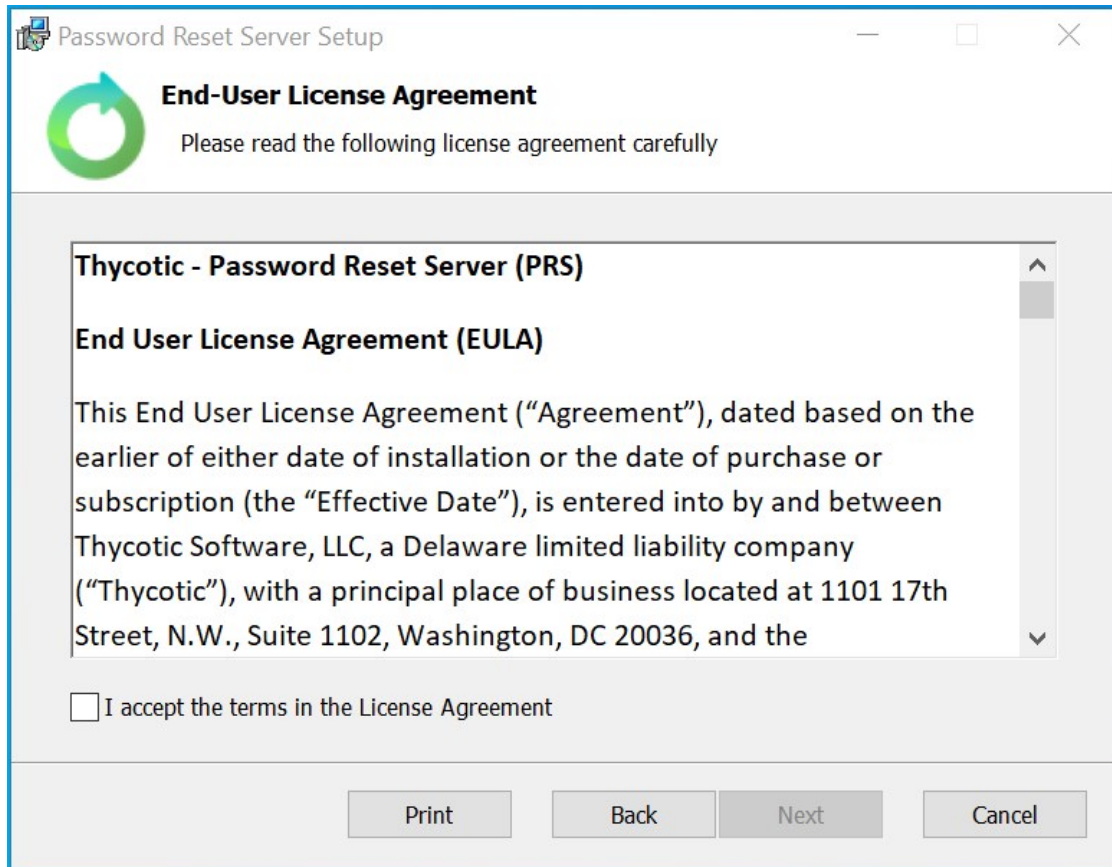 Password Reset Server Setup
End-User License Agreement
Please read the following license agreement carefully
Thycotic - Password Reset Server (PRS)
End User License Agreement (EULA)
This End User License Agreement (“Agreement”), dated based on the
earlier of either date of installation or the date of purchase or
subscription (the “Effective Date”), is entered into by and between
Thycotic Software, LLC, a Delaware limited liability company
(“Thycotic”), with a principal place of business located at 1101 17th
Street, N.W., Suite 1102, Washington, DC 20036, and the
I accept the terms in the License Agreement
Print Back Next Cancel